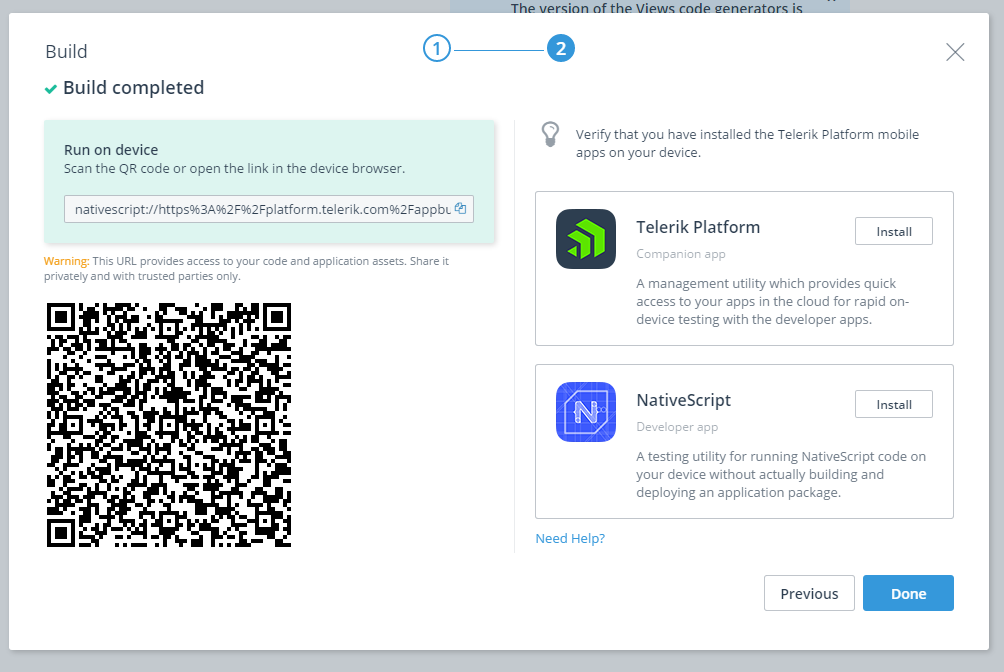 The version of the Views code generators is
Build
1
2
Build completed
Run on device
Scan the QR code or open the link in the device browser.
nativescript://https%3A%2F%2Fplatform.telerik.com%2Fappbu
Warning: This URL provides access to your code and application assets. Share it
privately and with trusted parties only.
Verify that you have installed the Telerik Platform mobile
apps on your device.
Telerik Platform
Install
Companion app
A management utility which provides quick
access to your apps in the cloud for rapid on-
device testing with the developer apps.
NativeScript
Install
Developer app
A testing utility for running NativeScript code on
your device without actually building and
deploying an application package.
Need Help?
Previous
Done